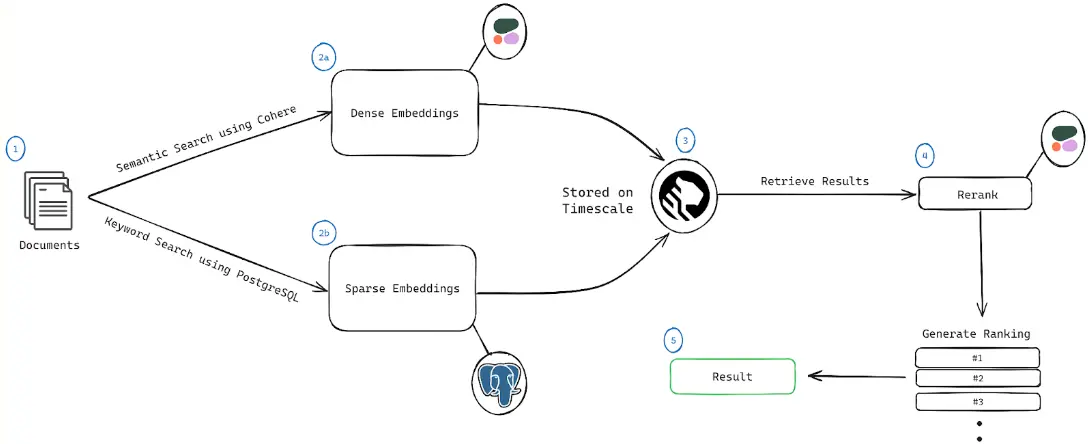 1
Documents
Semantic Search using Cohere
Keyword Search using PostgreSQL
2a
Dense Embeddings
2b
Sparse Embeddings
3
Stored on
Timescale
Retrieve Results
4
Rerank
Generate Ranking
#1
#2
#3
5
Result